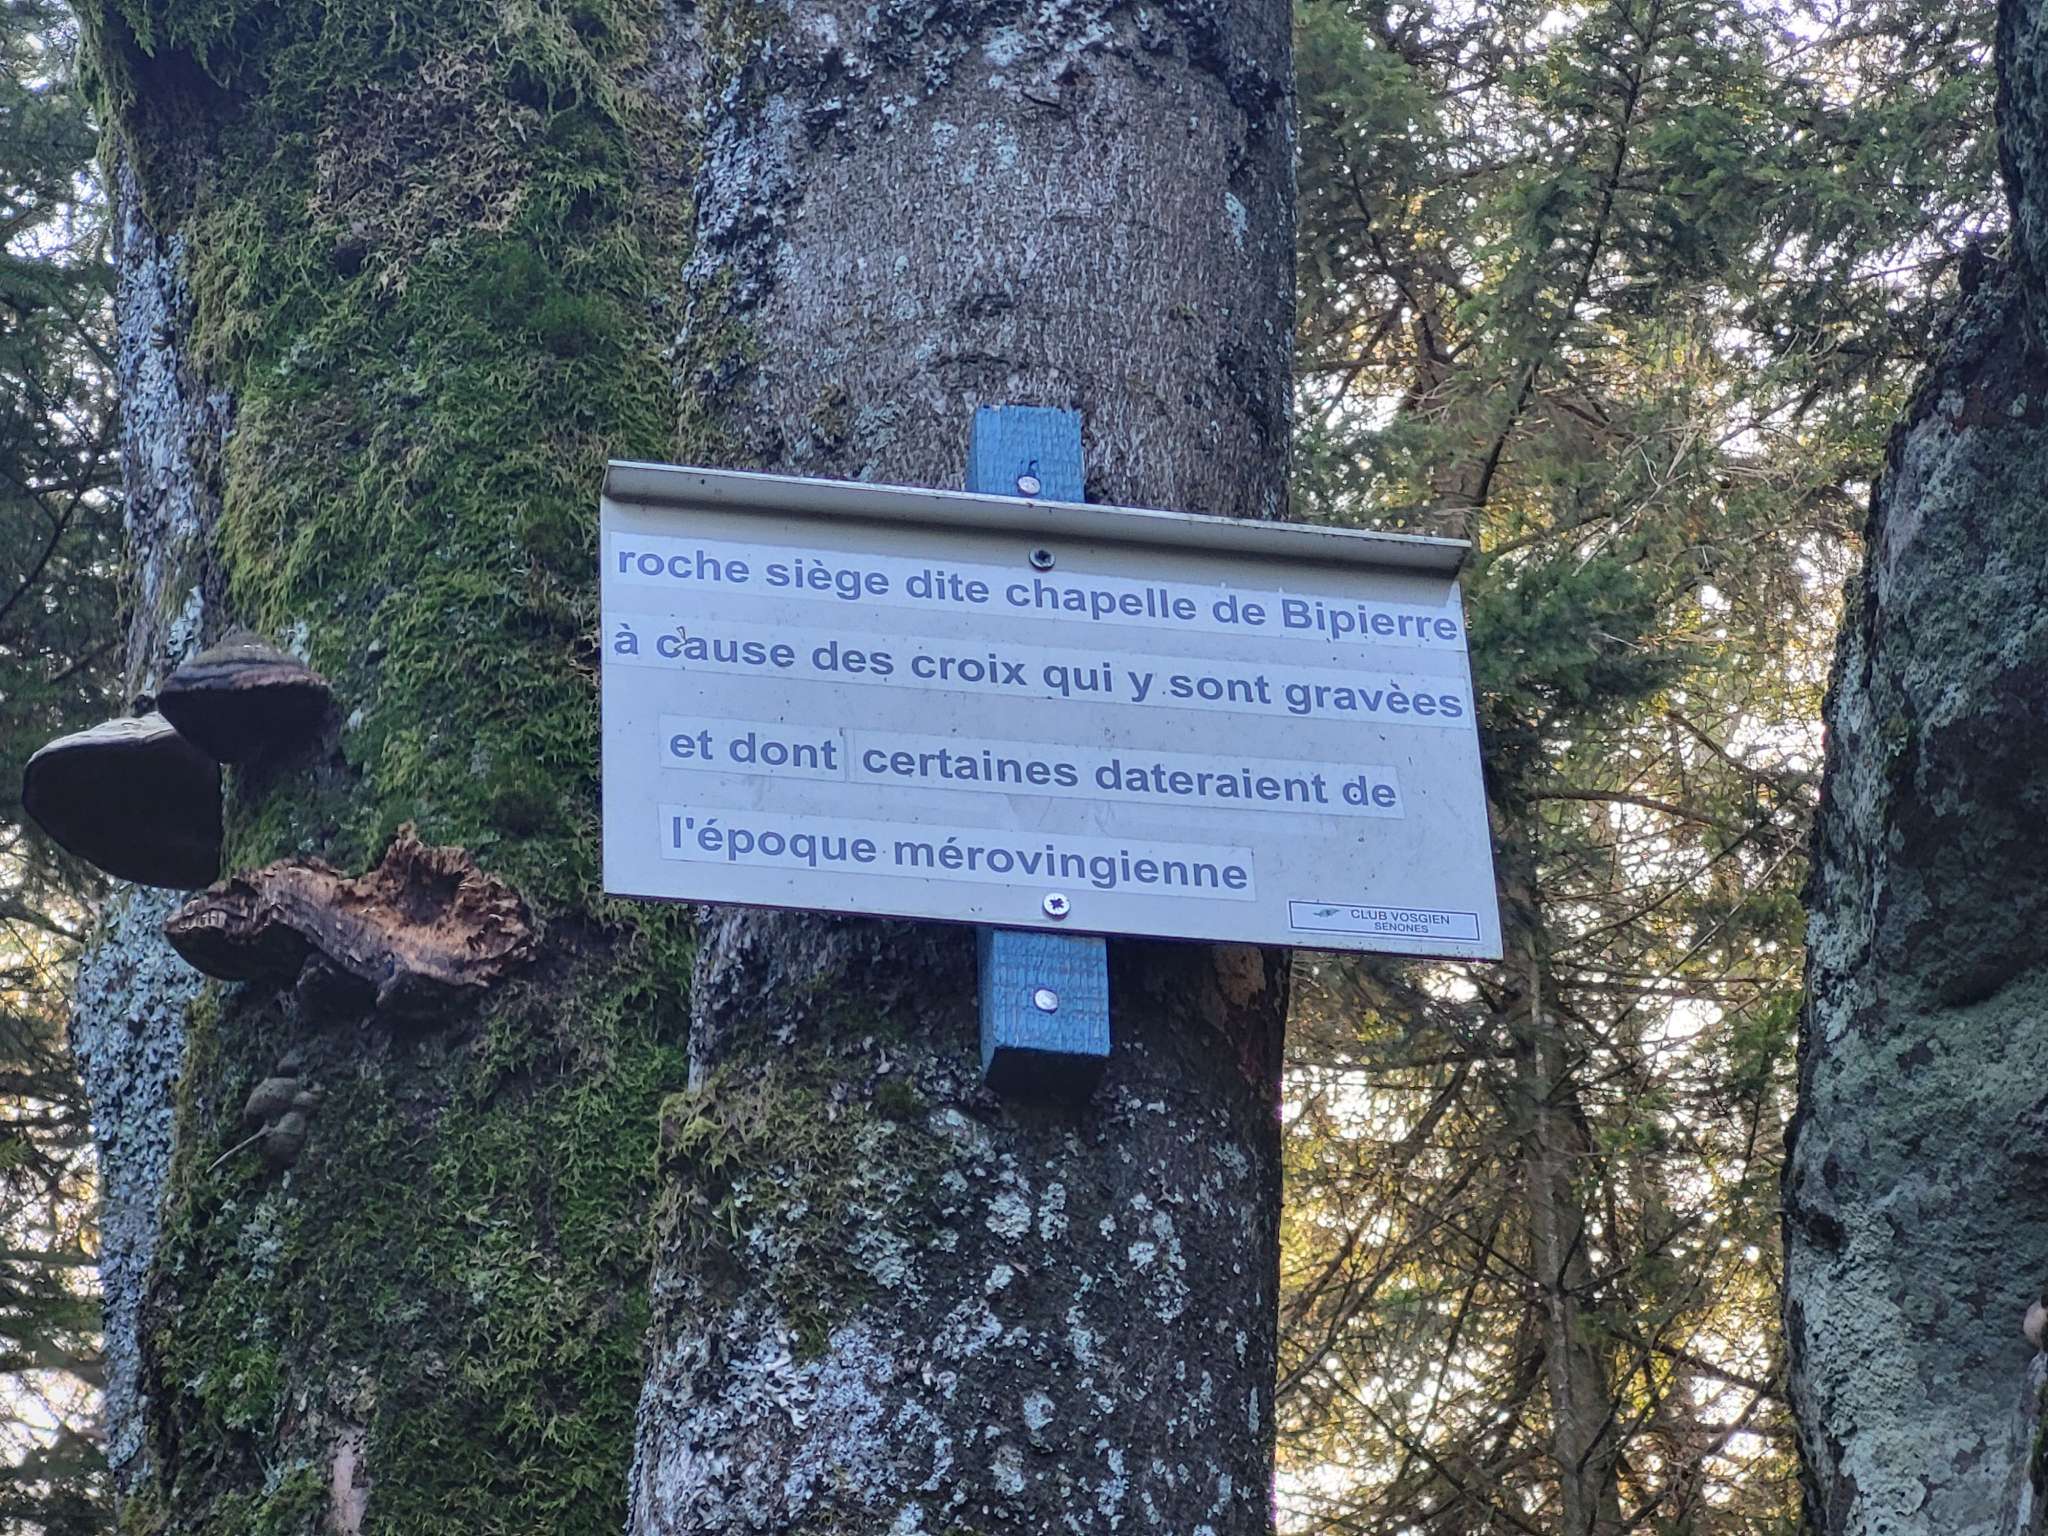 roche siège dite chapelle de Bipierre
à cause des croix qui y sont gravèes
et dont certaines dateraient de
l'époque mérovingienne
CLUB VOSGIEN
SENONES